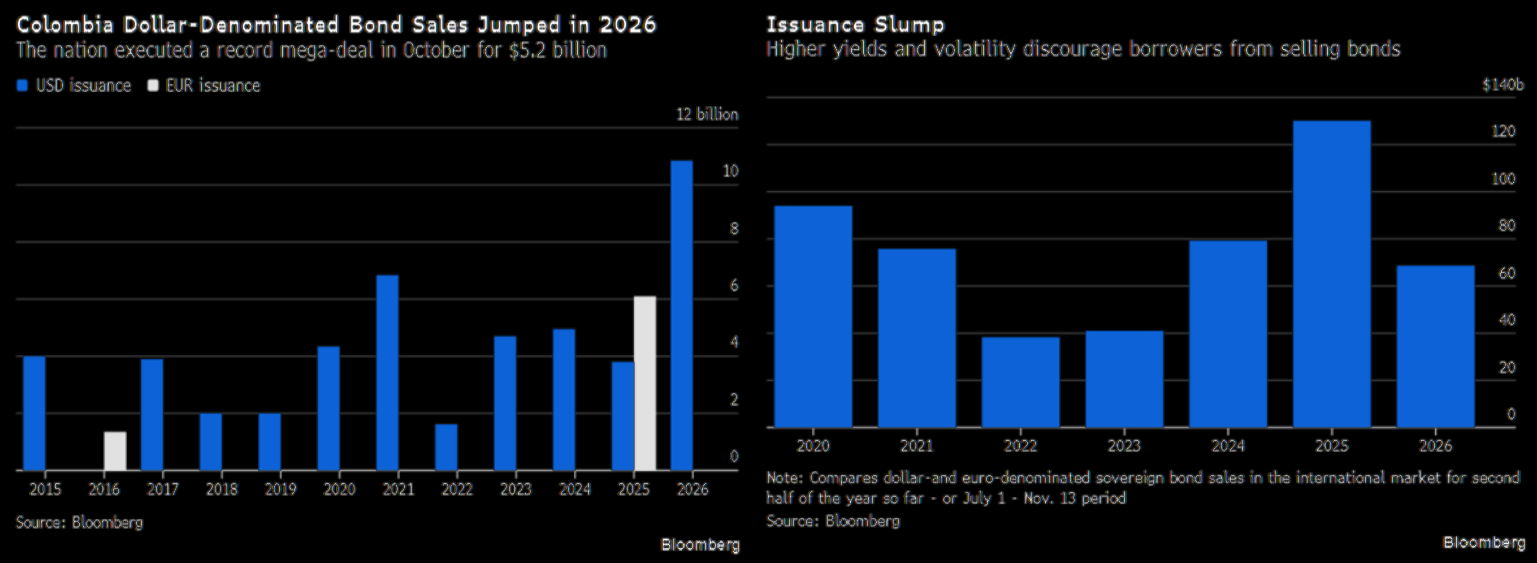 Colombia Dollar-Denominated Bond Sales Jumped in 2026
The nation executed a record mega-deal in October for $5.2 billion
USD issuance EUR issuance
12 billion
10
8
6
4
2
0
2015 2016 2017 2018 2019 2020 2021 2022 2023 2024 2025 2026
Source: Bloomberg
Bloomberg
Issuance Slump
Higher yields and volatility discourage borrowers from selling bonds
$140b
120
100
80
60
40
20
0
2020 2021 2022 2023 2024 2025 2026
Note: Compares dollar-and euro-denominated sovereign bond sales in the international market for second
half of the year so far - or July 1 - Nov. 13 period
Source: Bloomberg
Bloomberg